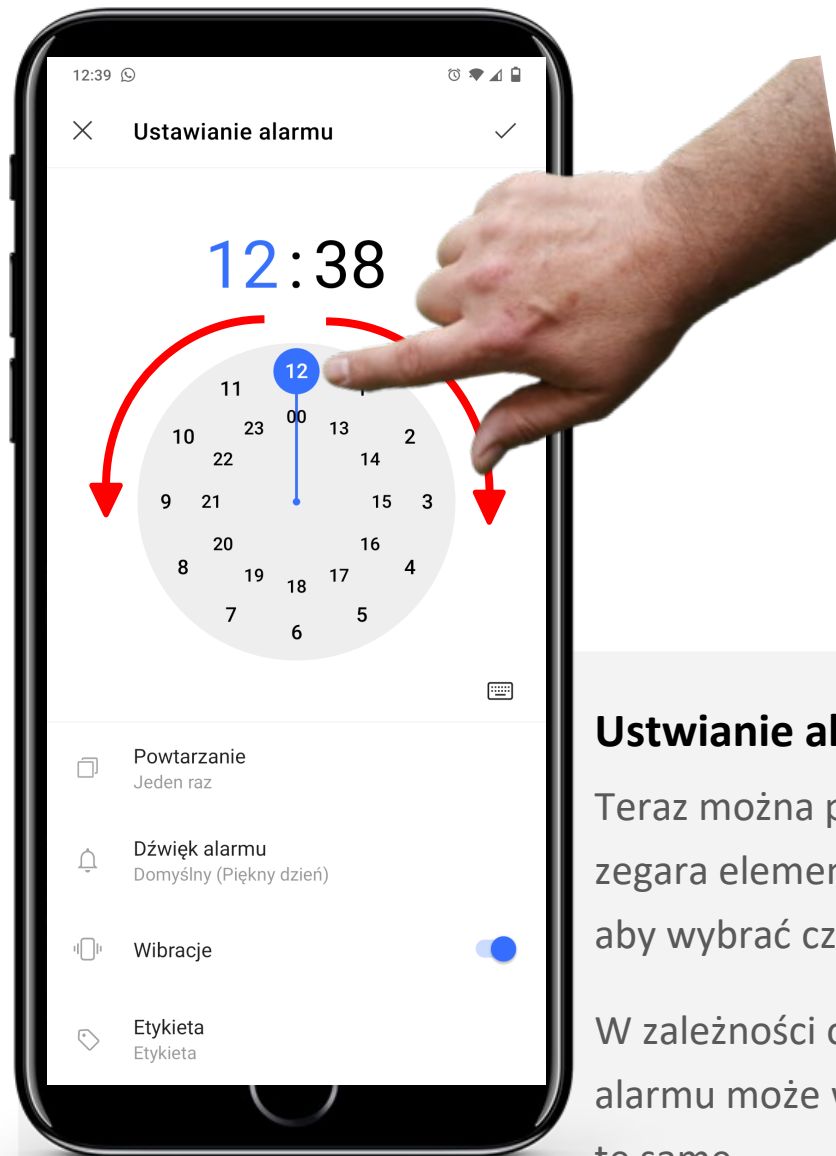 12:39
Ustawianie alarmu
12:38
12
11
00
23
13
10
2
22
14
9
21
15
3
20
16
8
19
17
4
18
7
5
6
Powtarzanie
Jeden raz
Dźwięk alarmu
Domyślny (Piękny dzień)
Wibracje
Etykieta
Etykieta
Ustwianie al
Teraz można p
zegara elemen
aby wybrać cz
W zależności
alarmu może
to samo